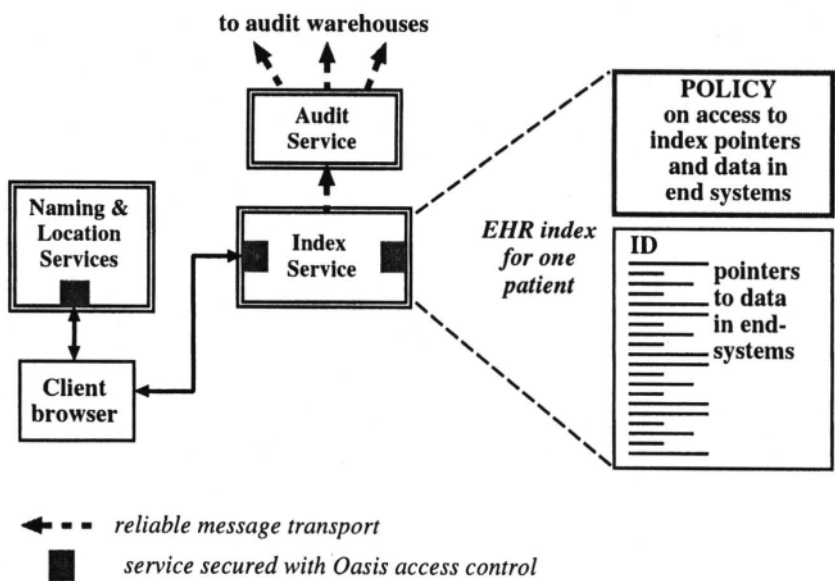 to audit warehouses
Audit
Service
Naming &
Location
Services
Index
Service
Client
browser
EHR index
for one
patient
POLICY
on access to
index pointers
and data in
end systems
ID
pointers
to data
in end-
systems
reliable message transport
service secured with Oasis access control